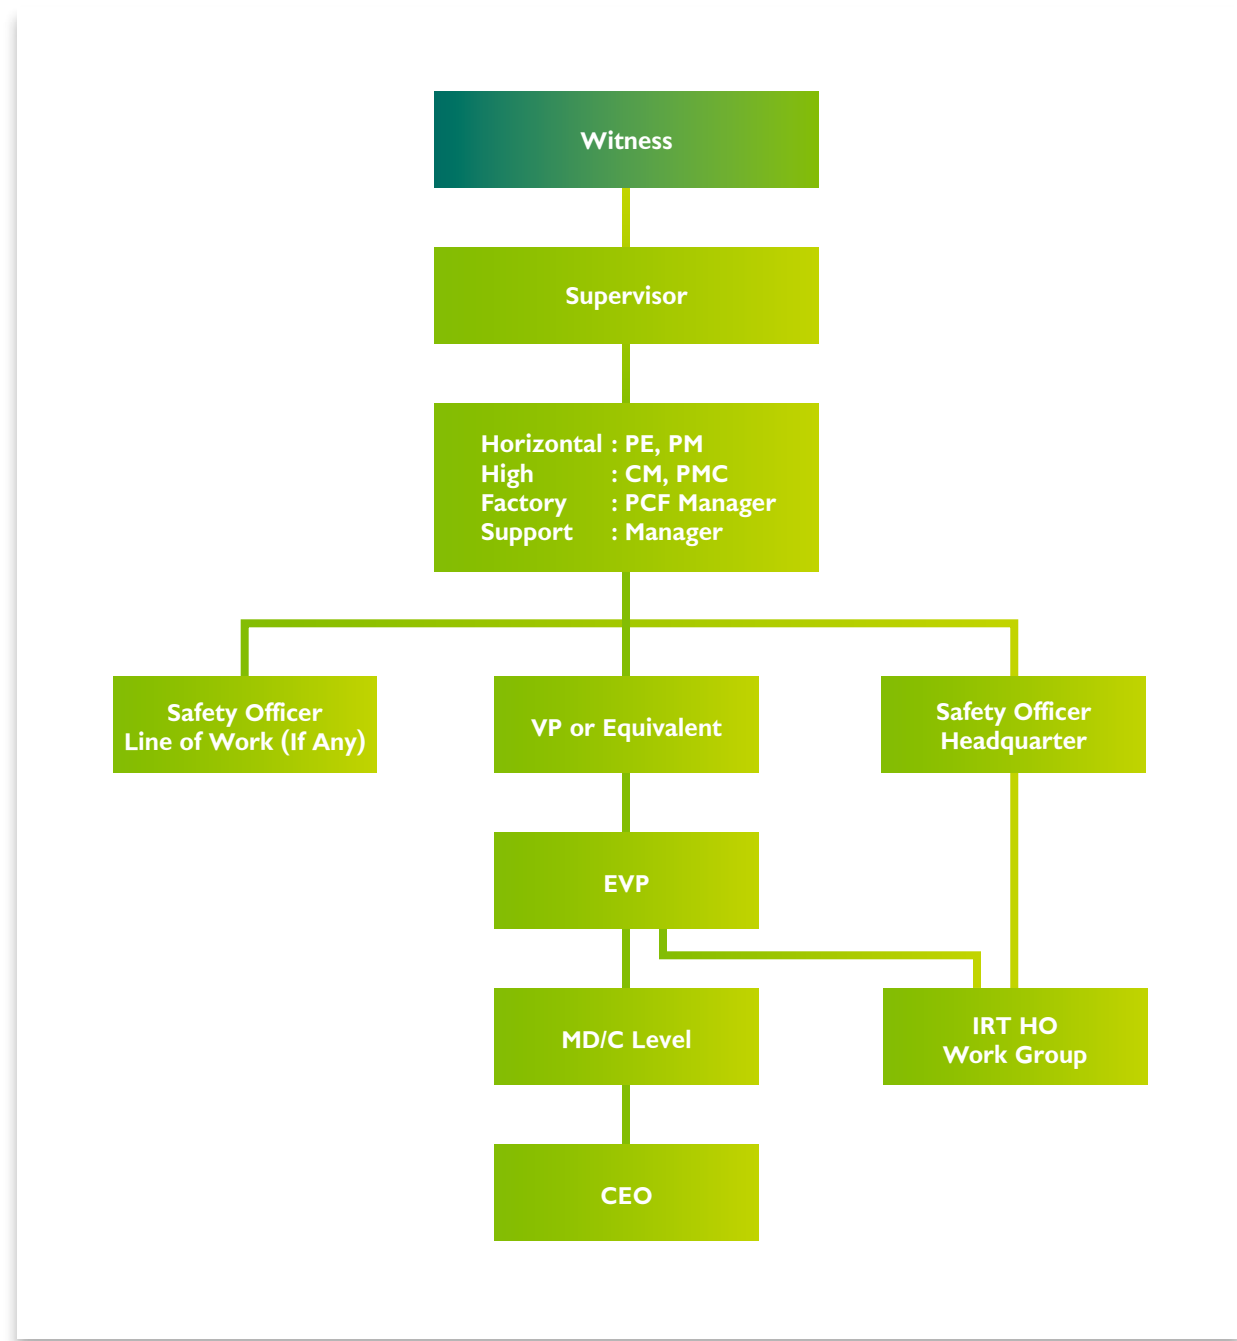 Witness
Supervisor
Horizontal : PE, PM
High : CM, PMC
Factory : PCF Manager
Support : Manager
Safety Officer
Line of Work (If Any)
VP or Equivalent
Safety Officer
Headquarter
EVP
MD/C Level
IRT HO
Work Group
CEO